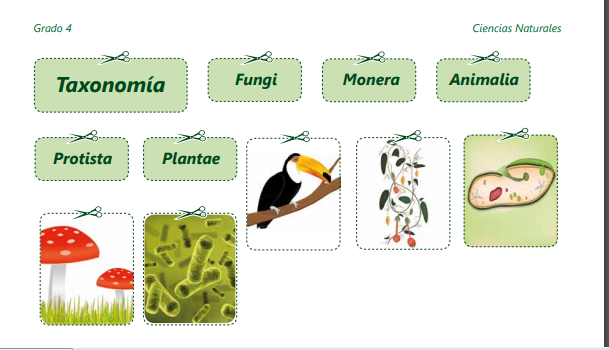 Grado 4
Ciencias Naturales
Taxonomía
Fungi
Monera
Animalia
Protista
Plantae